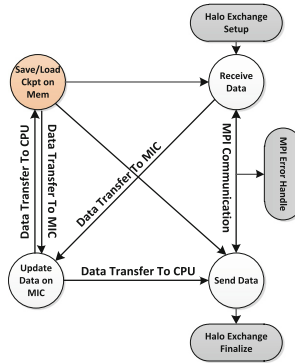 Halo Exchange
Setup
Save/Load
Ckpt on
Mem
Receive
Data
Data Transfer To CPU
Data Transfer To MIC
Data Transfer To MIC
MPI Communication
MPI Error Handle
Update
Data on
MIC
Data Transfer To CPU
Send Data
Halo Exchange
Finalize